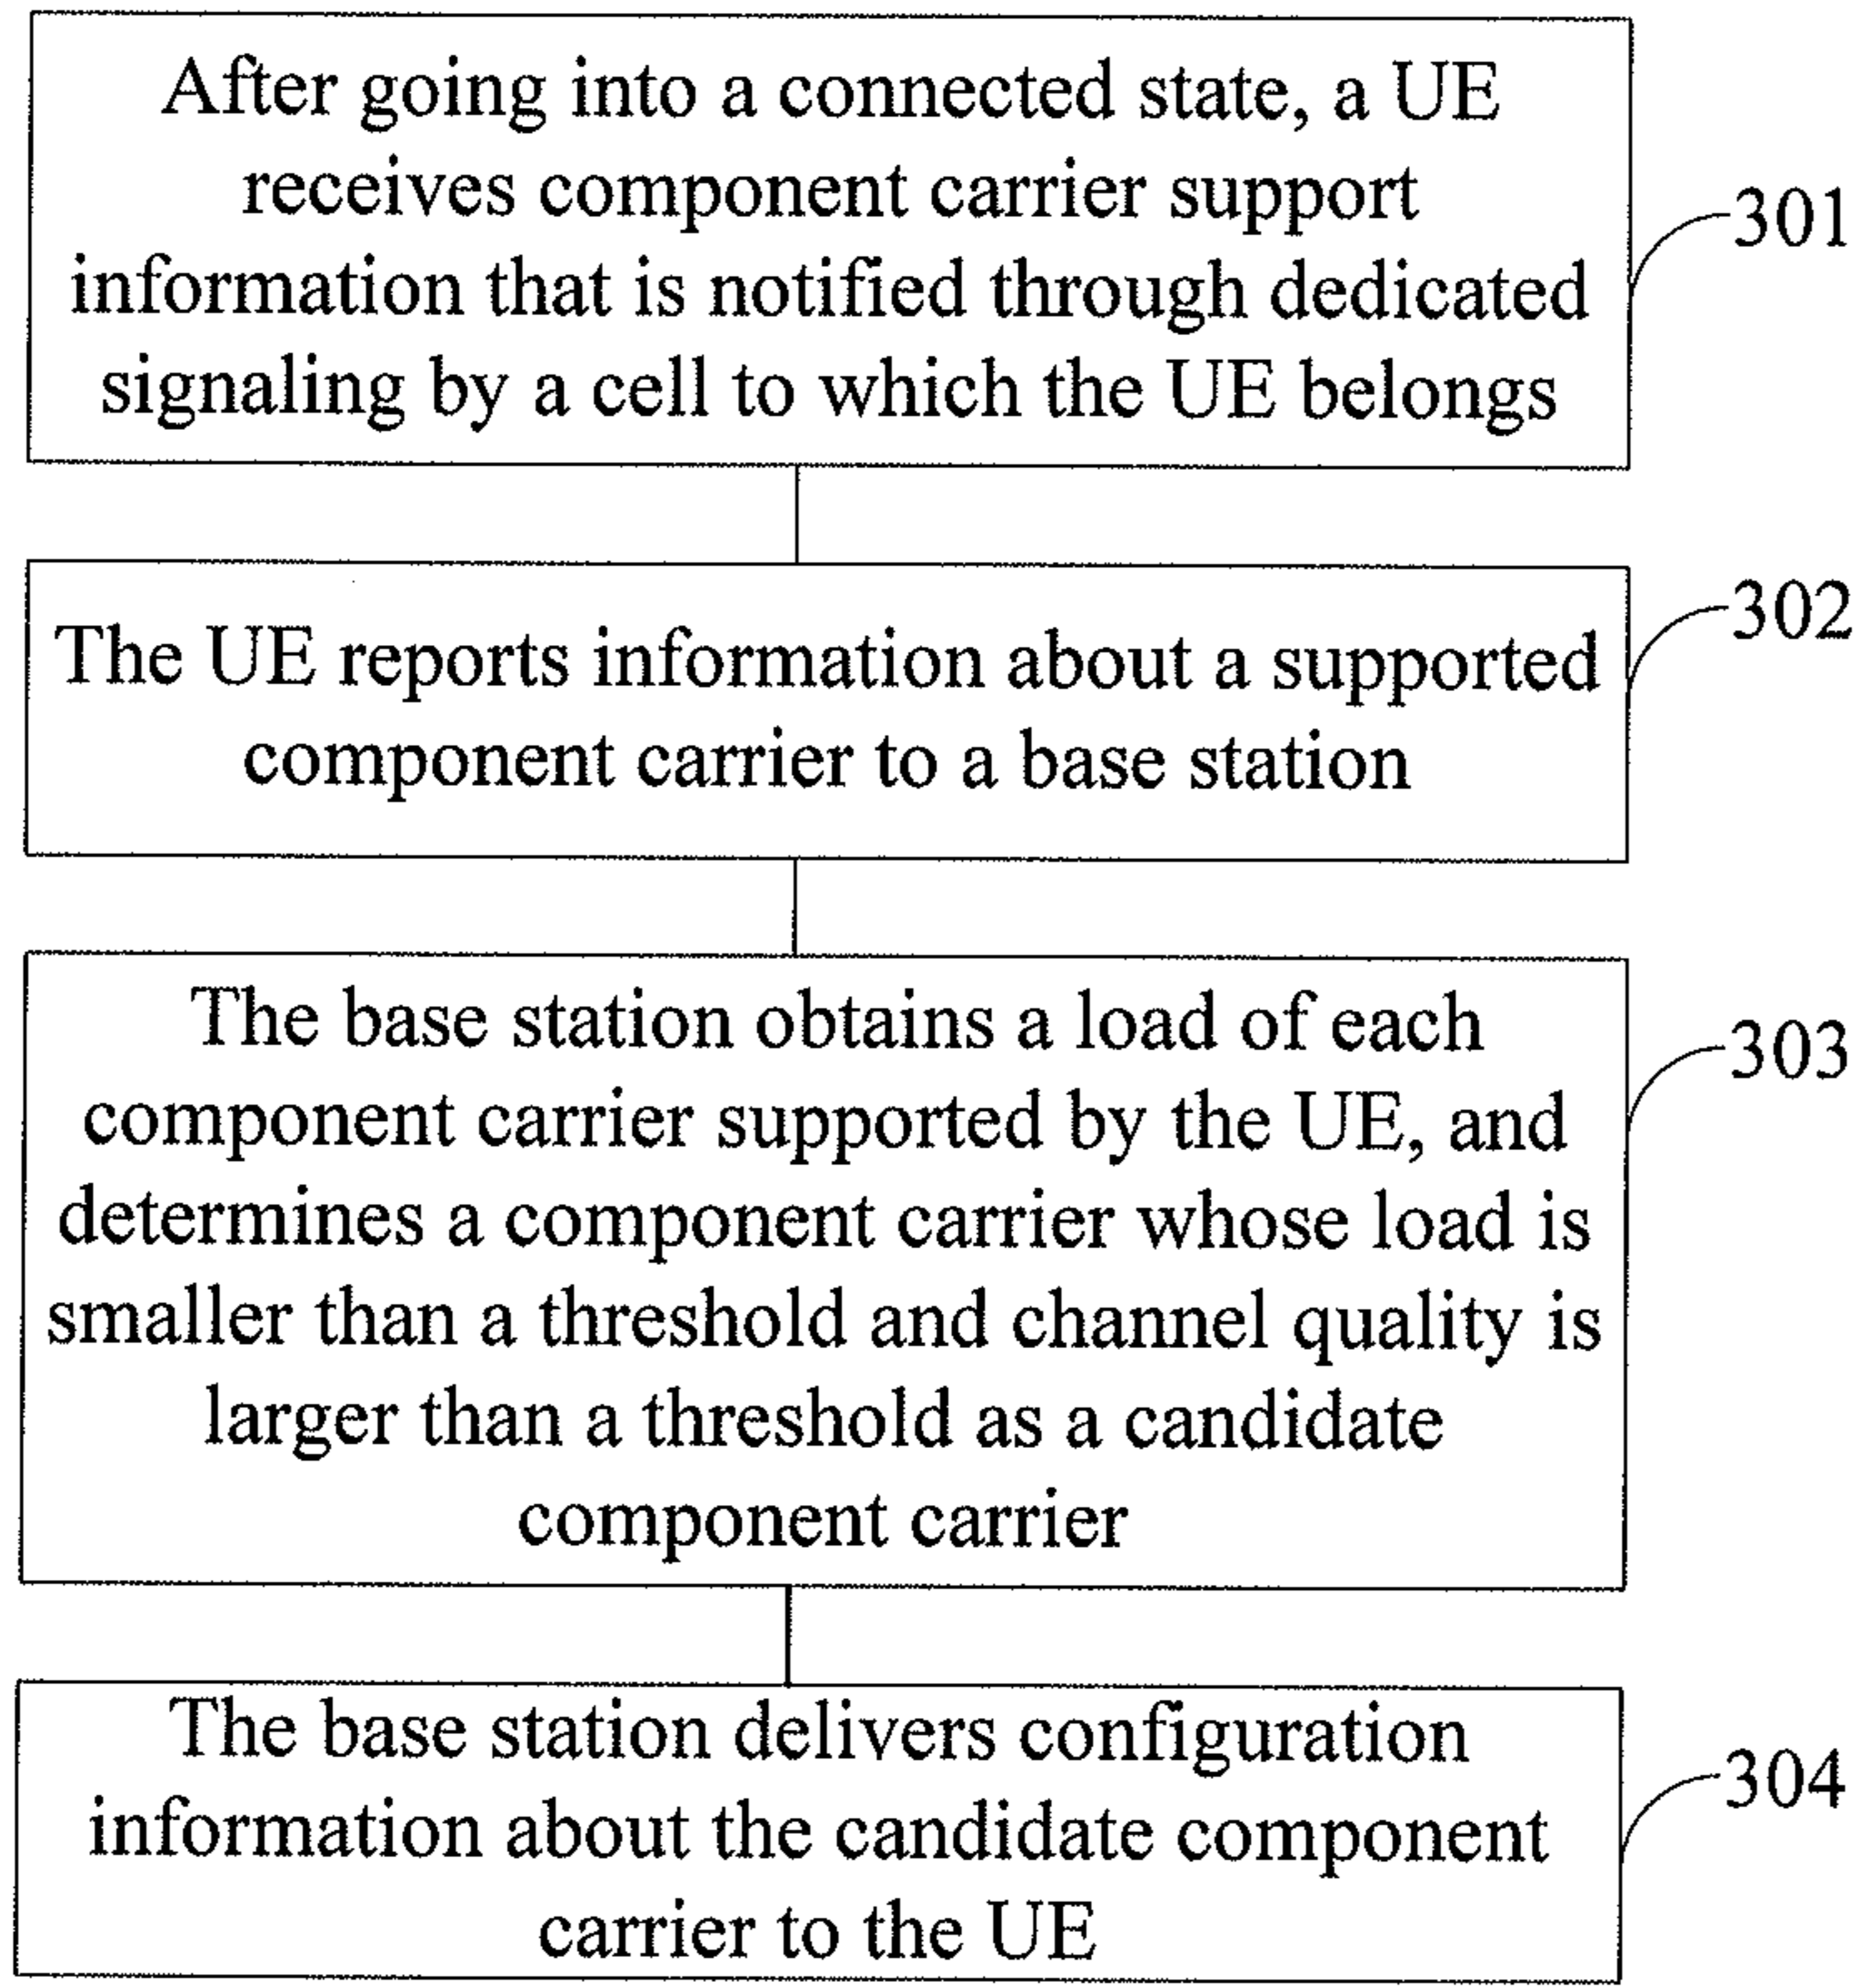 After going into a connected state, a UE
receives component carrier support
information that is notified through dedicated
signaling by a cell to which the UE belongs
301
The UE reports information about a supported
component carrier to a base station
302
The base station obtains a load of each
component carrier supported by the UE, and
determines a component carrier whose load is
smaller than a threshold and channel quality is
larger than a threshold as a candidate
component carrier
303
The base station delivers configuration
information about the candidate component
carrier to the UE
304